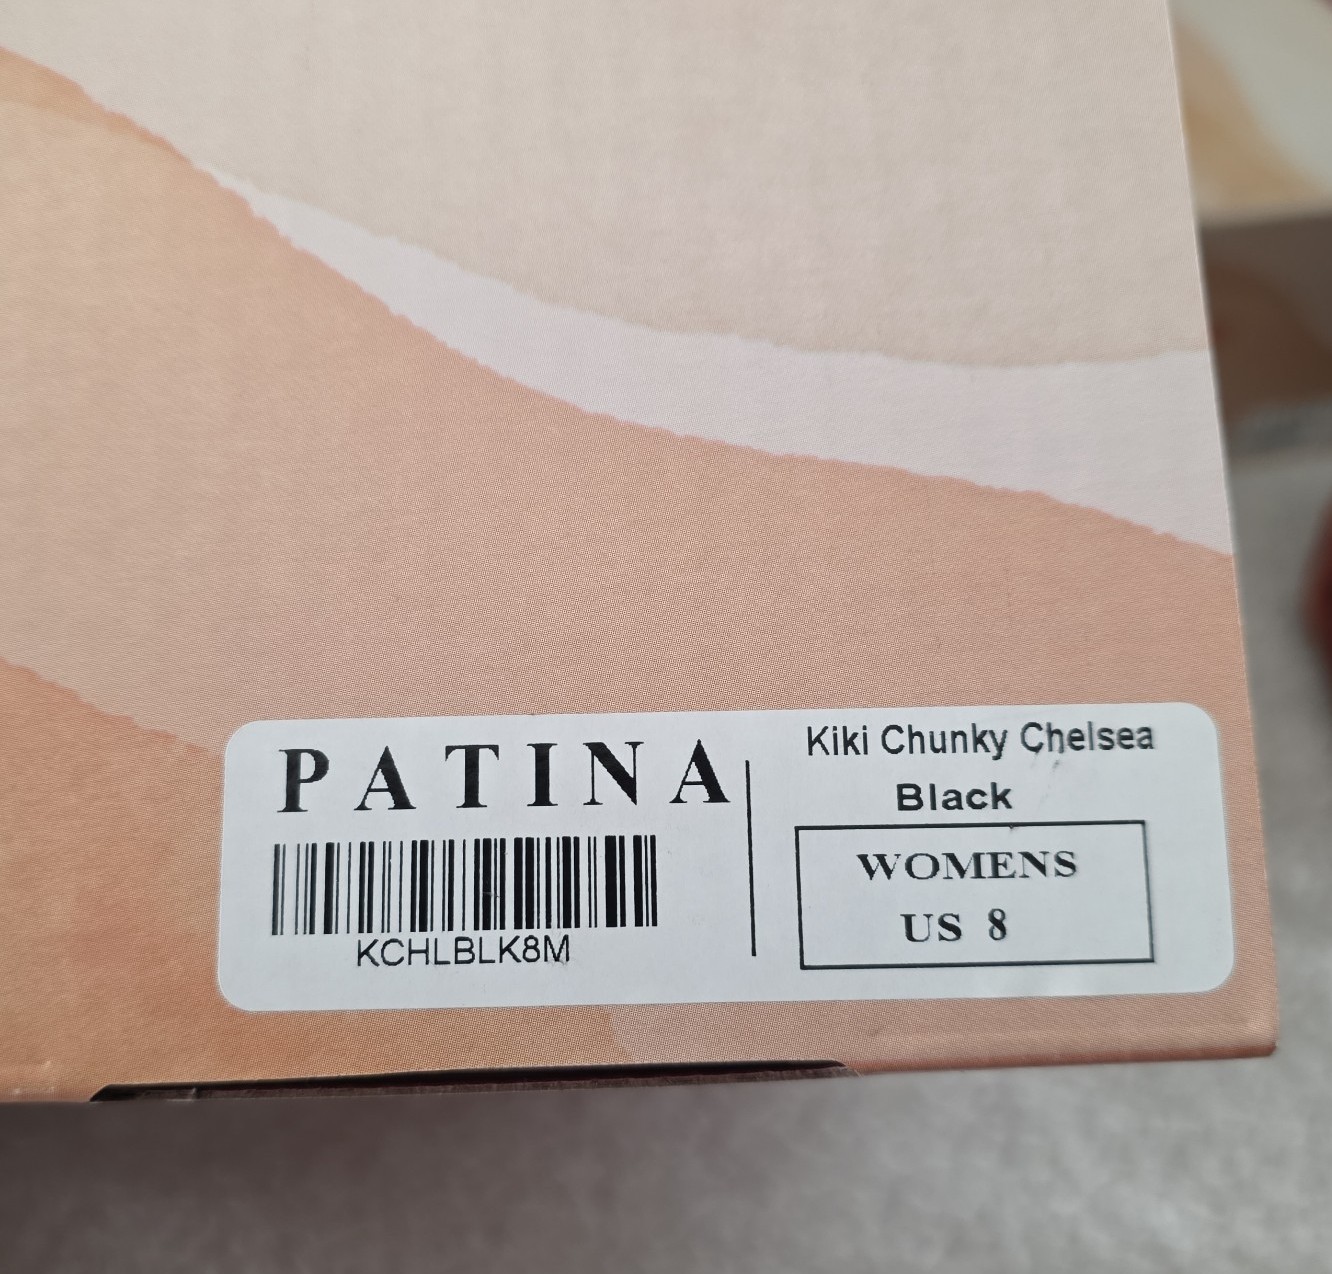 PATINA
KCHLBLK8M
Kiki Chunky Chelsea
Black
WOMENS
US 8